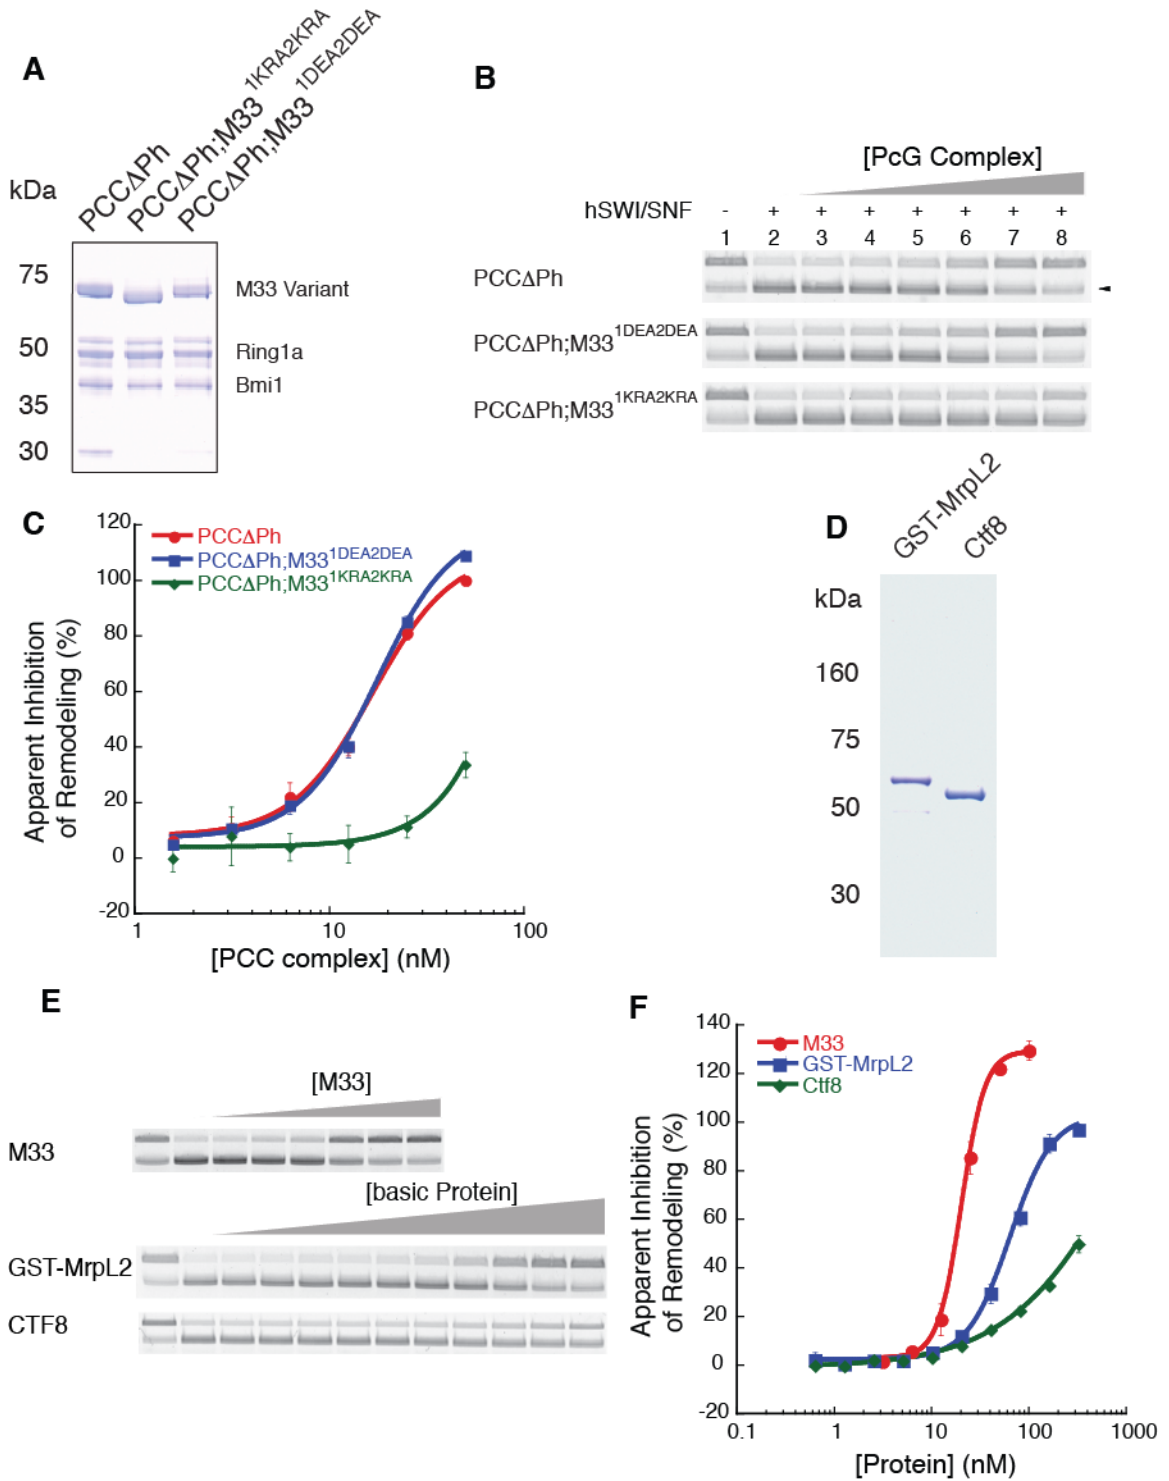 A
kDa
PCCΔPh
PCCΔPh;M33 1KRA2KRA
PCCΔPh;M33 1DEA2DEA
75
50
35
30
M33 Variant
Ring1a
Bmi1
B
[PcG Complex]
hSWI/SNF - + + + + + + +
1 2 3 4 5 6 7 8
PCCΔPh
PCCΔPh;M33 1DEA2DEA
PCCΔPh;M33 1KRA2KRA
C
PCCΔPh
PCCΔPh;M33 1DEA2DEA
PCCΔPh;M33 1KRA2KRA
Apparent Inhibition
of Remodeling (%)
120
100
80
60
40
20
0
-20
1 10 100
[PCC complex] (nM)
D
GST-MrpL2
Ctf8
kDa
160
75
50
30
E
[M33]
M33
[basic Protein]
GST-MrpL2
CTF8
F
M33
GST-MrpL2
Ctf8
Apparent Inhibition
of Remodeling (%)
140
120
100
80
60
40
20
0
-20
0.1 1 10 100 1000
[Protein] (nM)